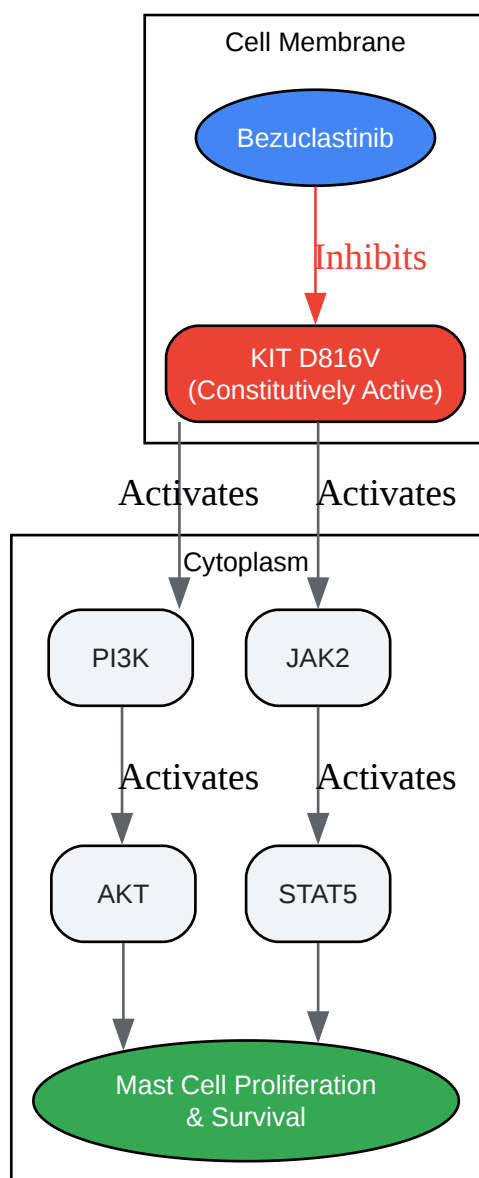 Cell Membrane
Bezuclastinib
Inhibits
KIT D816V
(Constitutively Active)
Activates Activates
Cytoplasm
PI3K JAK2
Activates Activates
AKT STAT5
Mast Cell Proliferation
& Survival